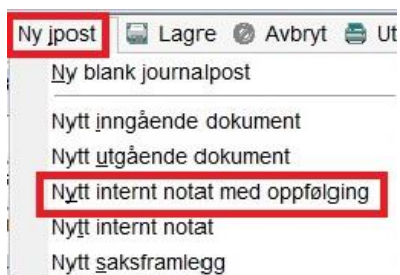 Ny jpost Lagre Avbryt Ut
Ny blank journalpost
Nytt inngående dokument
Nytt utgående dokument
Nytt internt notat med oppfølging
Nytt internt notat
Nytt saksframlegg